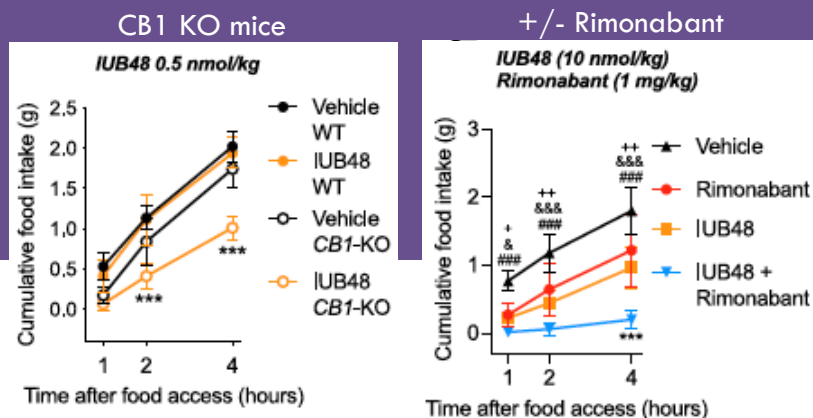 CB1 KO mice
IUB48 0.5 nmol/kg
Cumulative food intake (g)
2.5
2.0
1.5
1.0
0.5
0.0
***
***
1 2 4
Time after food access (hours)
Vehicle
WT
IUB48
WT
Vehicle
CB1-KO
IUB48
CB1-KO
+/- Rimonabant
IUB48 (10 nmol/kg)
Rimonabant (1 mg/kg)
Cumulative food intake (g)
3
2
1
0
+
&
###
++
&&&
###
++
&&&
###
***
1 2 4
Time after food access (hours)
Vehicle
Rimonabant
IUB48
IUB48 +
Rimonabant